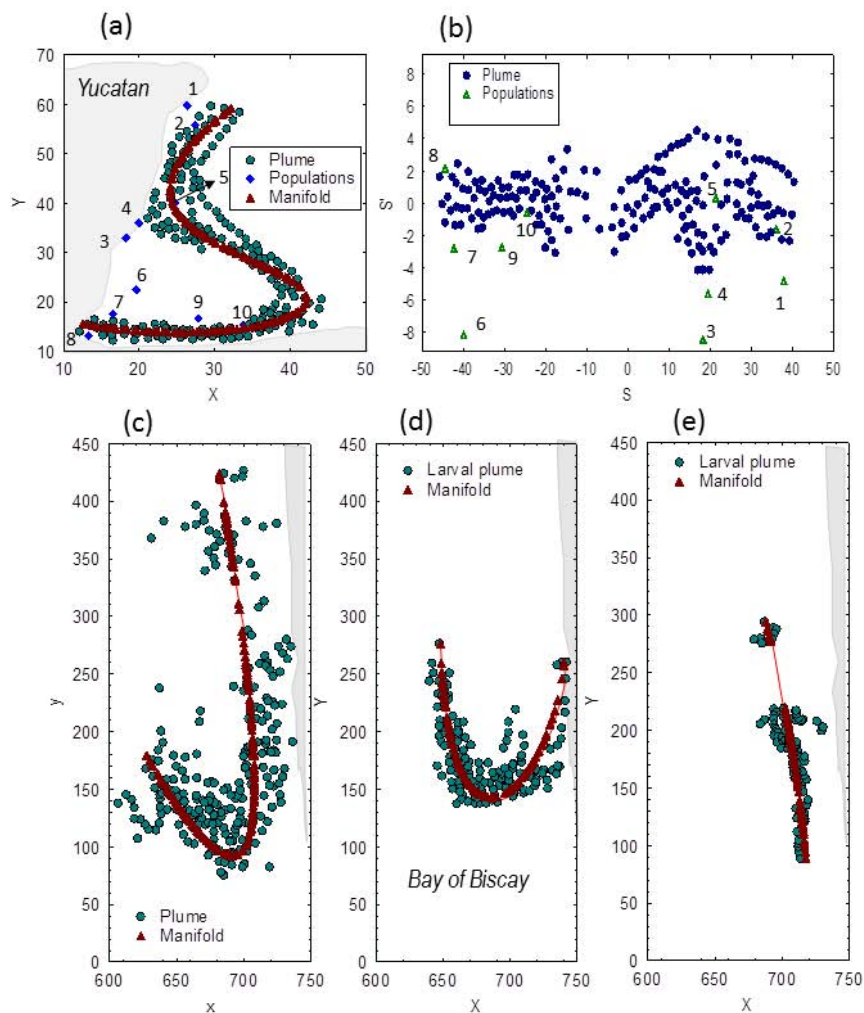 (a)
(b)
Y
70
60
50
40
30
20
10
Yucatan
1
2
Plume
Populations
Manifold
5
4
3
6
7
9
8
10
10 20 30 40 50
X
S
8
6
4
2
0
-2
-4
-6
-8
Plume
Populations
8
5
10
2
7
9
4
1
6
3
-50 -40 -30 -20 -10 0 10 20 30 40 50
S
(c)
(d)
(e)
y
450
400
350
300
250
200
150
100
50
0
Plume
Manifold
600 650 700 750
x
Y
450
400
350
300
250
200
150
100
50
0
Larval plume
Manifold
Bay of Biscay
600 650 700 750
X
Y
450
400
350
300
250
200
150
100
50
0
Larval plume
Manifold
600 650 700 750
X